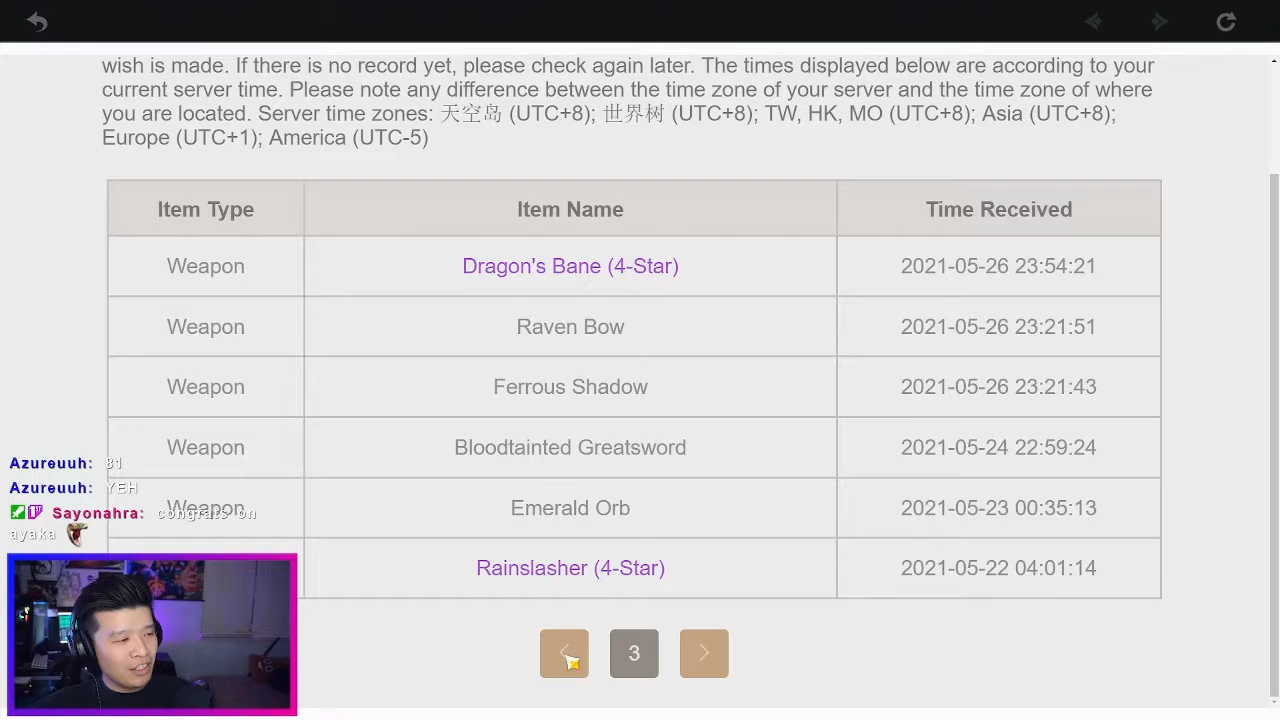 wish is made. If there is no record yet, please check again later. The times displayed below are according to your
current server time. Please note any difference between the time zone of your server and the time zone of where
you are located. Server time zones: 天空岛 (UTC+8); 世界树 (UTC+8); TW, HK, MO (UTC+8); Asia (UTC+8);
Europe (UTC+1); America (UTC-5)
Item Type Item Name Time Received
Weapon Dragon's Bane (4-Star) 2021-05-26 23:54:21
Weapon Raven Bow 2021-05-26 23:21:51
Weapon Ferrous Shadow 2021-05-26 23:21:43
Weapon Bloodtainted Greatsword 2021-05-24 22:59:24
Weapon Emerald Orb 2021-05-23 00:35:13
Rainslasher (4-Star) 2021-05-22 04:01:14
Azureuuh: 81
Azureuuh: YEH
Sayonahra: congrats on
ayaka
3